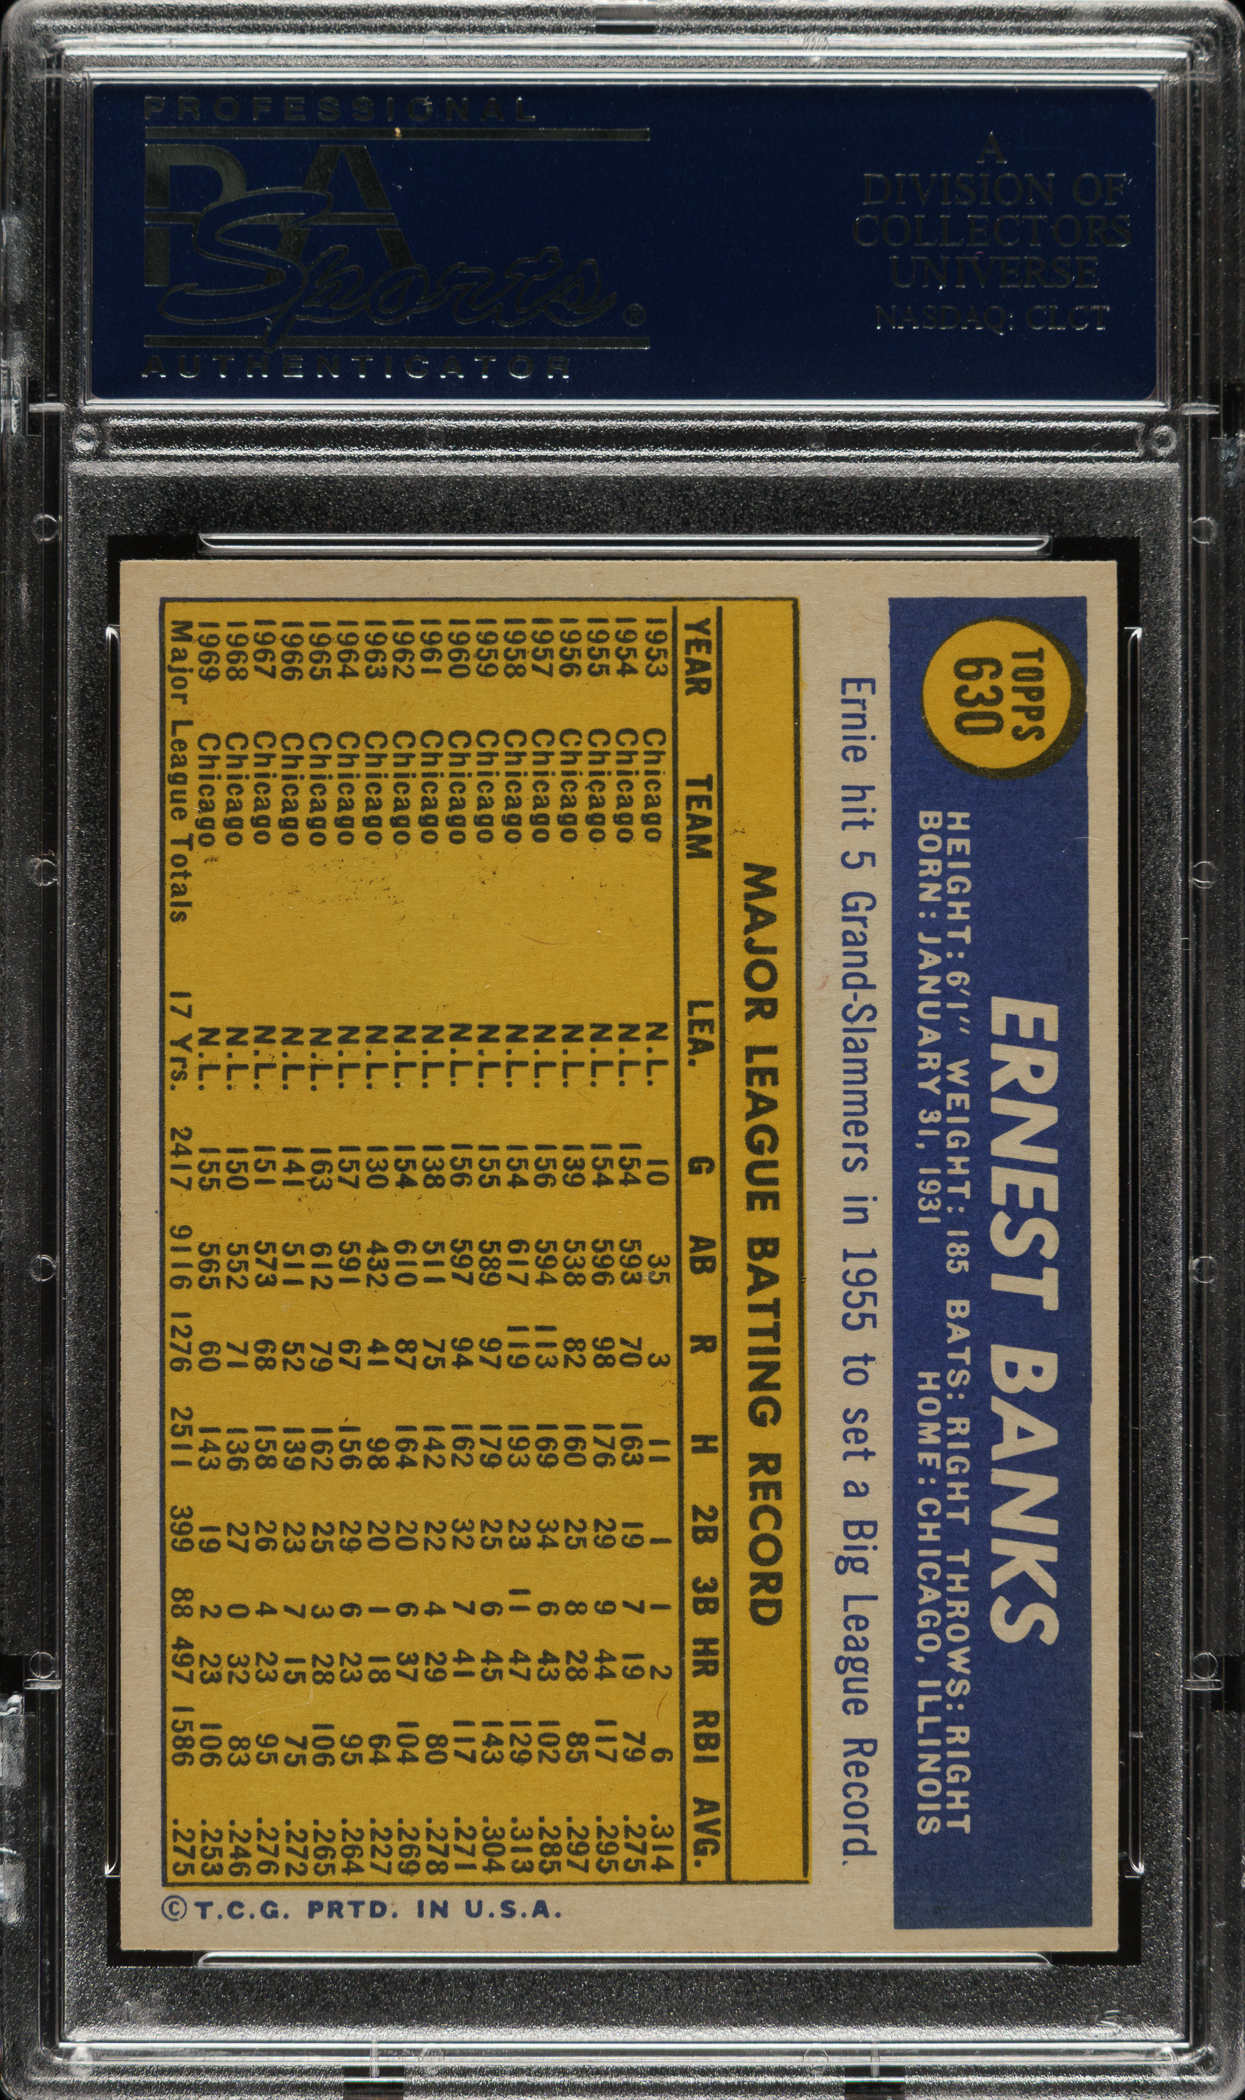 PROFESSIONAL
PSA
Sports®
AUTHENTICATOR
A
DIVISION OF
COLLECTORS
UNIVERSE
NASDAQ: CLCT
TOPPS
630
ERNEST BANKS
HEIGHT: 6'1" WEIGHT: 185 BATS: RIGHT THROWS: RIGHT
BORN: JANUARY 31, 1931 HOME: CHICAGO, ILLINOIS
Ernie hit 5 Grand-Slammers in 1955 to set a Big League Record.
MAJOR LEAGUE BATTING RECORD
YEAR TEAM LEA. G AB R H 2B 3B HR RBI AVG.
1953 Chicago N.L. 10 35 3 11 1 1 2 6 .314
1954 Chicago N.L. 154 593 70 163 19 7 19 79 .275
1955 Chicago N.L. 154 596 98 176 29 9 44 117 .295
1956 Chicago N.L. 139 538 82 160 25 8 28 85 .297
1957 Chicago N.L. 156 594 113 169 34 6 43 102 .285
1958 Chicago N.L. 154 617 119 193 23 11 47 129 .313
1959 Chicago N.L. 155 589 97 179 25 6 45 143 .304
1960 Chicago N.L. 156 597 94 162 32 7 41 117 .271
1961 Chicago N.L. 138 511 75 142 22 4 29 80 .278
1962 Chicago N.L. 154 610 87 164 20 6 37 104 .269
1963 Chicago N.L. 130 432 41 98 20 1 18 64 .227
1964 Chicago N.L. 157 591 67 156 29 6 23 95 .264
1965 Chicago N.L. 163 612 79 162 25 3 28 106 .265
1966 Chicago N.L. 141 511 52 139 23 7 15 75 .272
1967 Chicago N.L. 151 573 68 158 26 4 23 95 .276
1968 Chicago N.L. 150 552 71 136 27 0 32 83 .246
1969 Chicago N.L. 155 565 60 143 19 2 23 106 .253
Major League Totals 17 Yrs. 2417 9116 1276 2511 399 88 497 1586 .275
© T.C.G. PRTD. IN U.S.A.